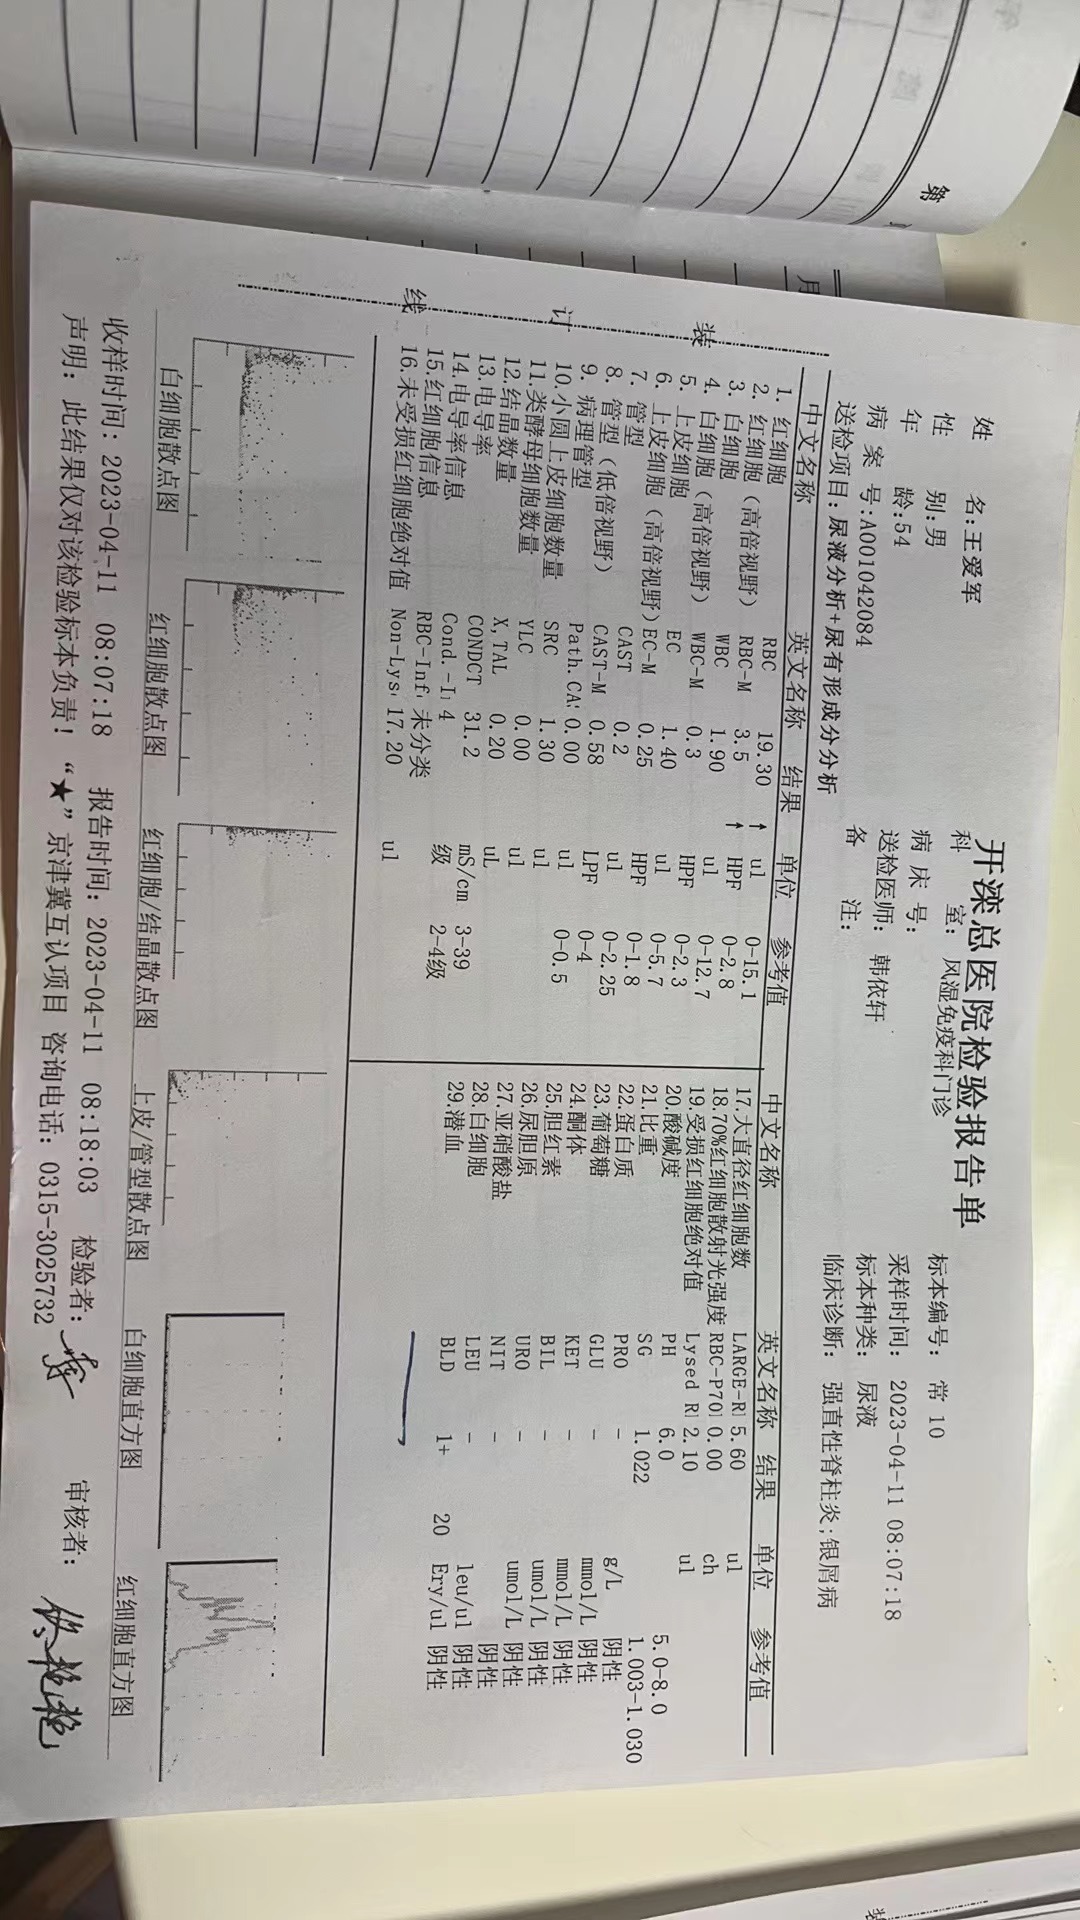 第
月
装
订
线
开滦总医院检验报告单
姓 名:王爱军 科 室: 风湿免疫科门诊 标本编号: 常 10
性 别:男 病 床 号: 采样时间: 2023-04-11 08:07:18
年 龄:54 送检医师: 韩依轩 标本种类: 尿液
病 案 号:A001042084 备 注: 临床诊断: 强直性脊柱炎;银屑病
送检项目:尿液分析+尿有形成分分析
中文名称 英文名称 结果 单位 参考值 中文名称 英文名称 结果 单位 参考值
1. 红细胞 RBC 19.30 ↑ ul 0-15.1
2. 红细胞(高倍视野) RBC-M 3.5 ↑ HPF 0-2.8
3. 白细胞 WBC 1.90 ul 0-12.7
4. 白细胞(高倍视野) WBC-M 0.3 HPF 0-2.3
5. 上皮细胞 EC 1.40 ul 0-5.7
6. 上皮细胞(高倍视野) EC-M 0.25 HPF 0-1.8
7. 管型 CAST 0.2 ul 0-2.25
8. 管型(低倍视野) CAST-M 0.58 LPF 0-4
9. 病理管型 Path.CA 0.00 ul 0-0.5
10.小圆上皮细胞数量 SRC 1.30 ul
11.类酵母细胞数量 YLC 0.00 ul
12.结晶数量 X,TAL 0.20 uL
13.电导率 CONDCT 31.2 mS/cm 3-39
14.电导率信息 Cond.-I 4 级 2-4级
15.红细胞信息 RBC-Inf 未分类
16.未受损红细胞绝对值 Non-Lys 17.20 ul
17.大直径红细胞数 LARGE-R 5.60 ul
18.70%红细胞散射光强度 RBC-P70 0.00 ch
19.受损红细胞绝对值 Lysed R 2.10 ul
20.酸碱度 PH 6.0 5.0-8.0
21.比重 SG 1.022 1.003-1.030
22.蛋白质 PRO - g/L 阴性
23.葡萄糖 GLU - mmol/L 阴性
24.酮体 KET - mmol/L 阴性
25.胆红素 BIL - umol/L 阴性
26.尿胆原 URO - umol/L 阴性
27.亚硝酸盐 NIT - 阴性
28.白细胞 LEU - leu/ul 阴性
29.潜血 BLD 1+ 20 Ery/ul 阴性
白细胞散点图 红细胞散点图 红细胞/结晶散点图 上皮/管型散点图 白细胞直方图 红细胞直方图
收样时间: 2023-04-11 08:07:18 报告时间: 2023-04-11 08:18:03 检验者: 审核者:
声明: 此结果仅对该检验标本负责! “★”京津冀互认项目 咨询电话: 0315-3025732
装